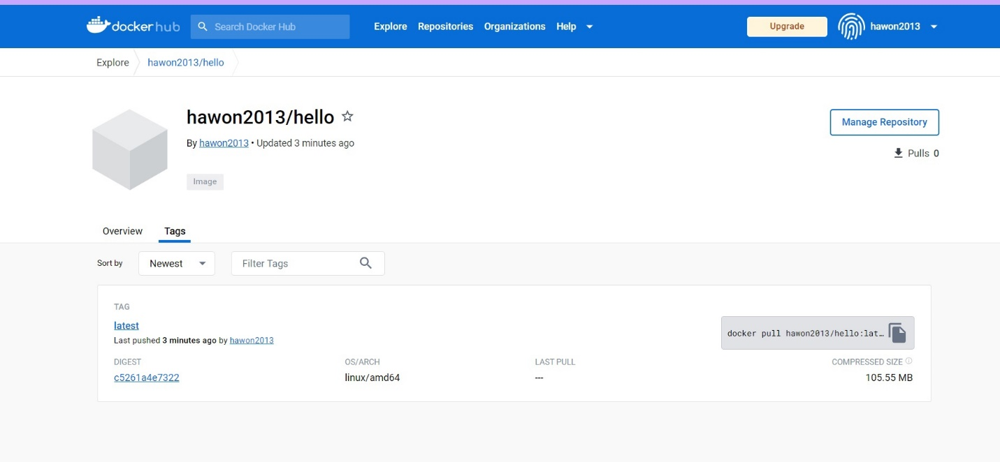 docker hub Search Docker Hub Explore Repositories Organizations Help Upgrade hawon2013
Explore hawon2013/hello
hawon2013/hello
Manage Repository
By hawon2013 • Updated 3 minutes ago
Pulls 0
Image
Overview Tags
Sort by Newest Filter Tags
TAG
latest
docker pull hawon2013/hello:lat…
Last pushed 3 minutes ago by hawon2013
DIGEST OS/ARCH LAST PULL COMPRESSED SIZE
c5261a4e7322 linux/amd64 --- 105.55 MB